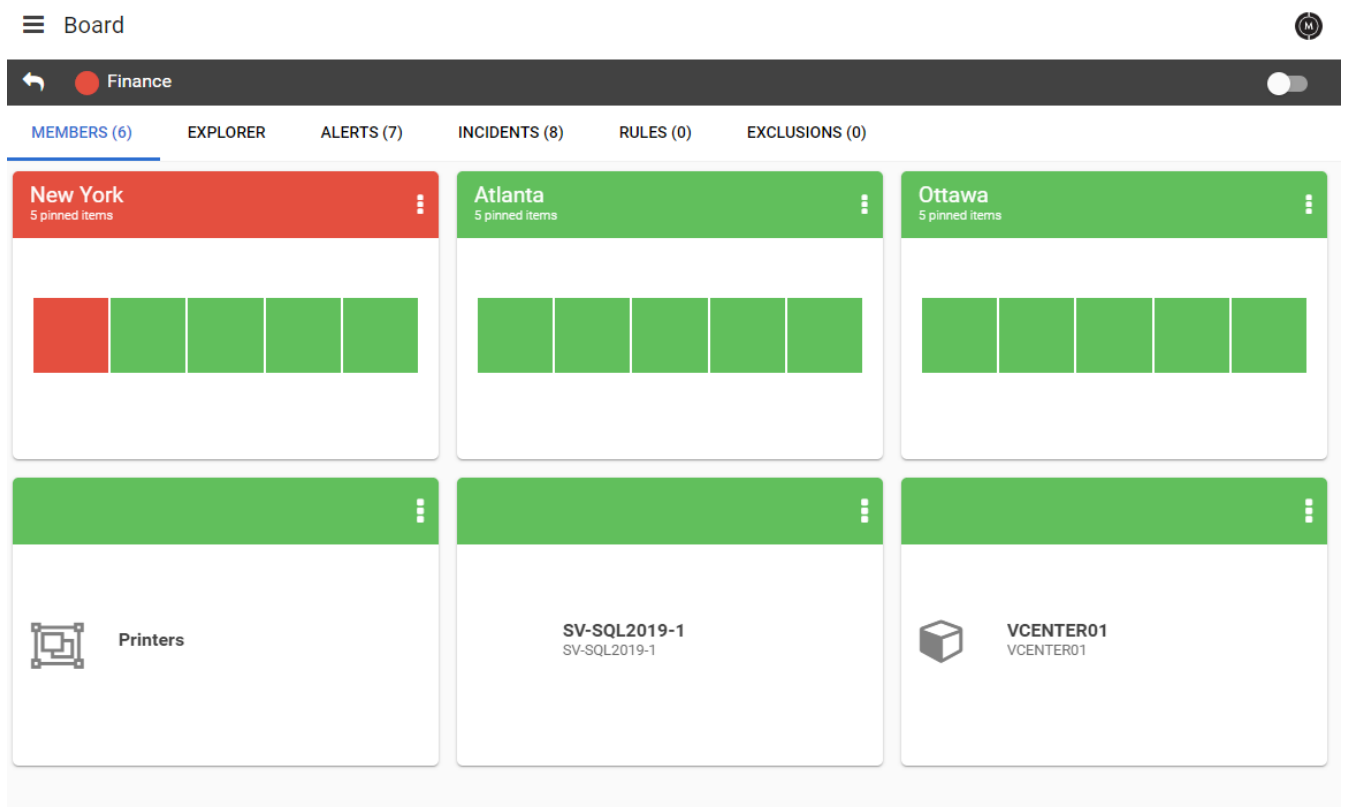 Board
M
Finance
MEMBERS (6) EXPLORER ALERTS (7) INCIDENTS (8) RULES (0) EXCLUSIONS (0)
New York
5 pinned items
Atlanta
5 pinned items
Ottawa
5 pinned items
Printers
SV-SQL2019-1
SV-SQL2019-1
VCENTER01
VCENTER01